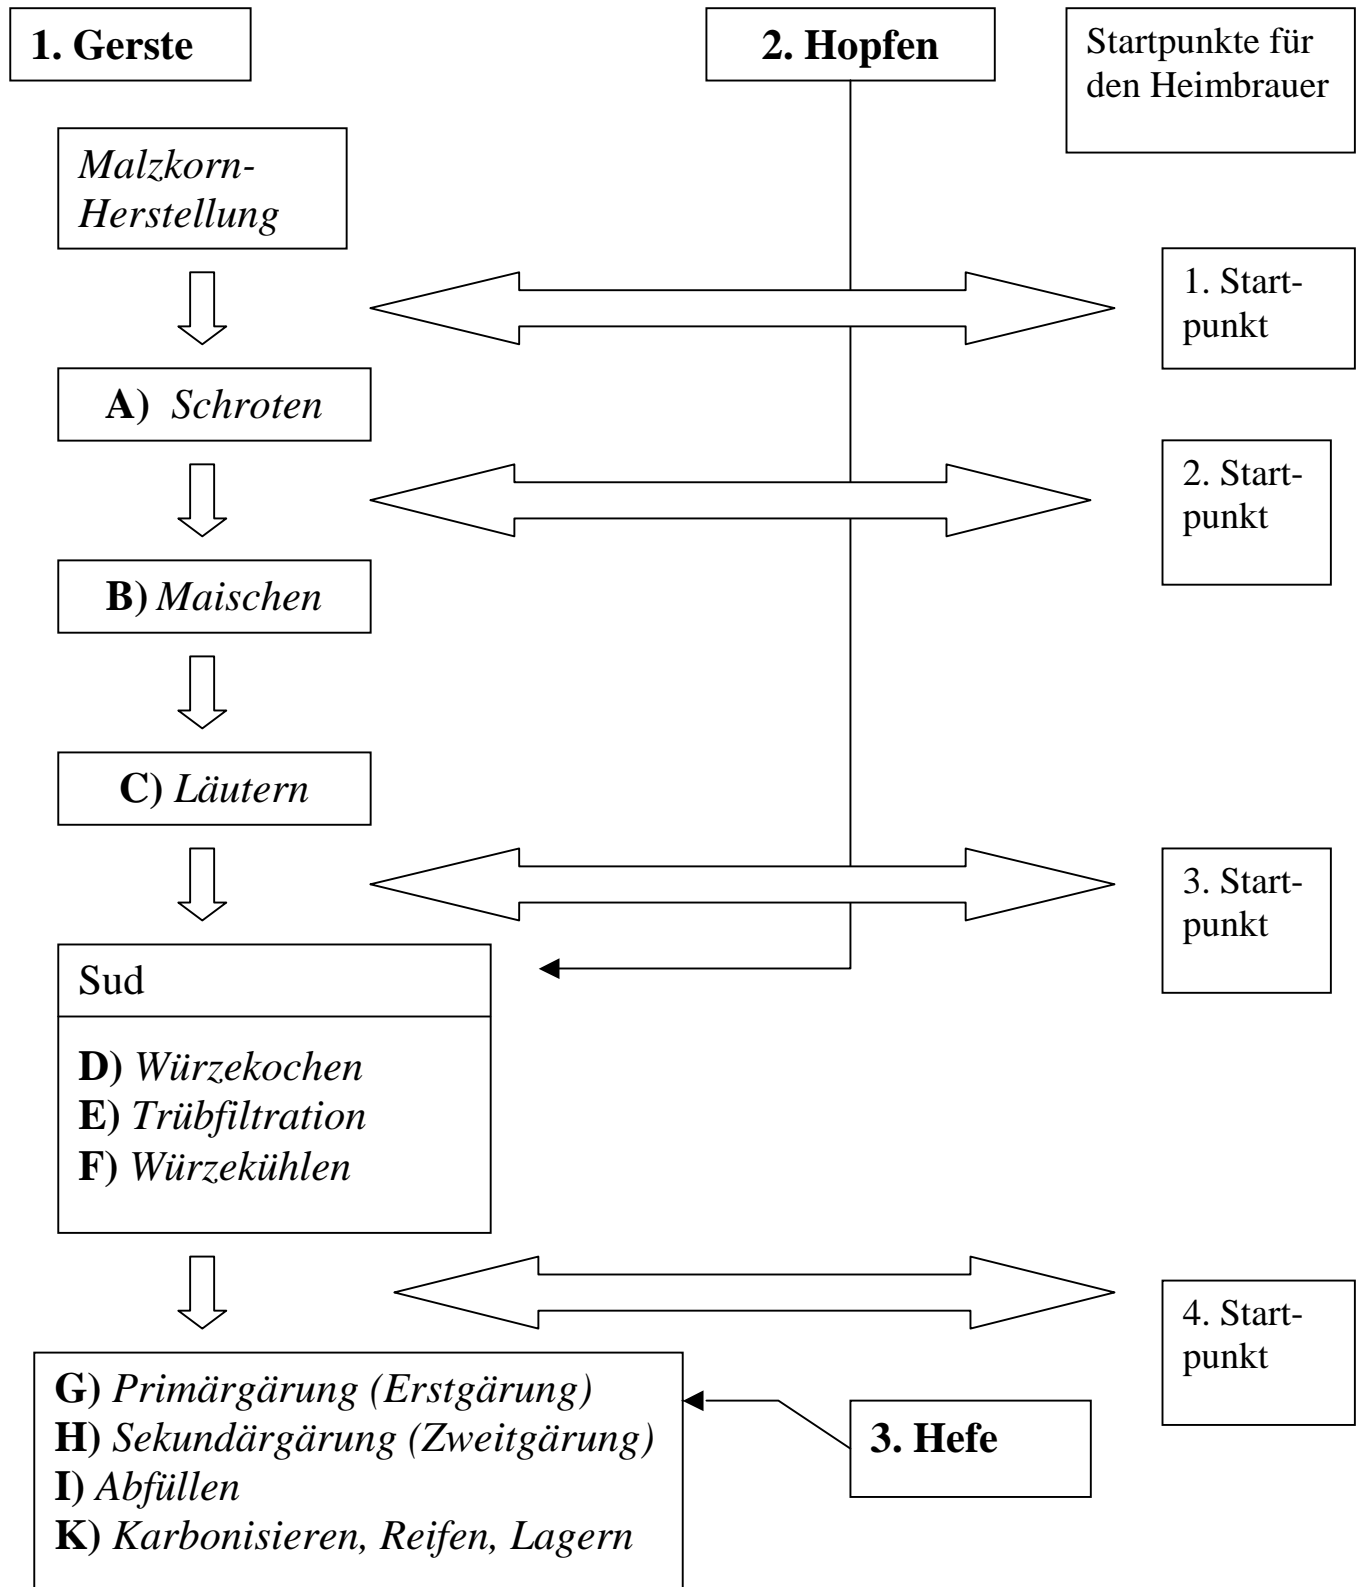 1. Gerste
2. Hopfen
Startpunkte für
den Heimbrauer
Malzkorn-
Herstellung
1. Start-
punkt
A) Schroten
2. Start-
punkt
B) Maischen
C) Läutern
3. Start-
punkt
Sud
D) Würzekochen
E) Trübfiltration
F) Würzekühlen
4. Start-
punkt
G) Primärgärung (Erstgärung)
H) Sekundärgärung (Zweitgärung)
I) Abfüllen
K) Karbonisieren, Reifen, Lagern
3. Hefe